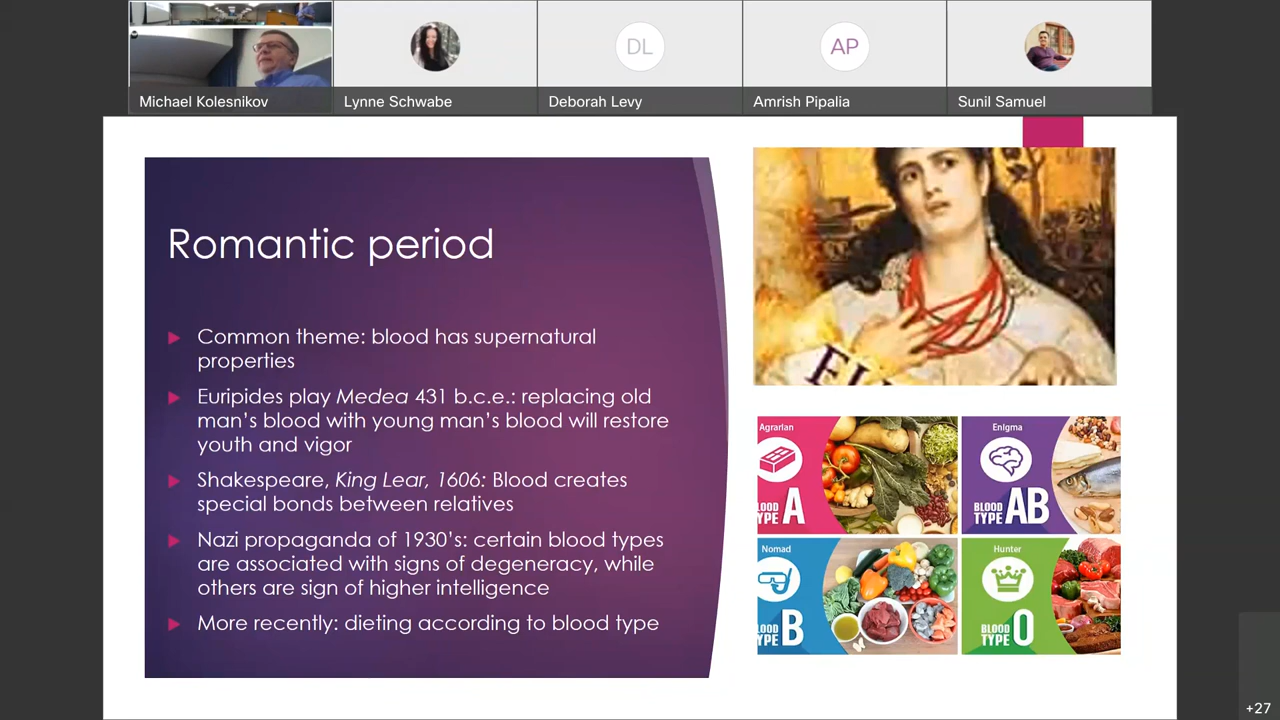 Michael Kolesnikov
Lynne Schwabe
DL
Deborah Levy
AP
Amrish Pipalia
Sunil Samuel
Romantic period
Common theme: blood has supernatural
properties
Euripides play Medea 431 b.c.e.: replacing old
man's blood with young man's blood will restore
youth and vigor
Shakespeare, King Lear, 1606: Blood creates
special bonds between relatives
Nazi propaganda of 1930's: certain blood types
are associated with signs of degeneracy, while
others are sign of higher intelligence
More recently: dieting according to blood type
Agrarian
LOOD
YPE A
Enigma
BLOOD
TYPE AB
Nomad
LOOD
YPE B
Hunter
BLOOD
TYPE O
+27